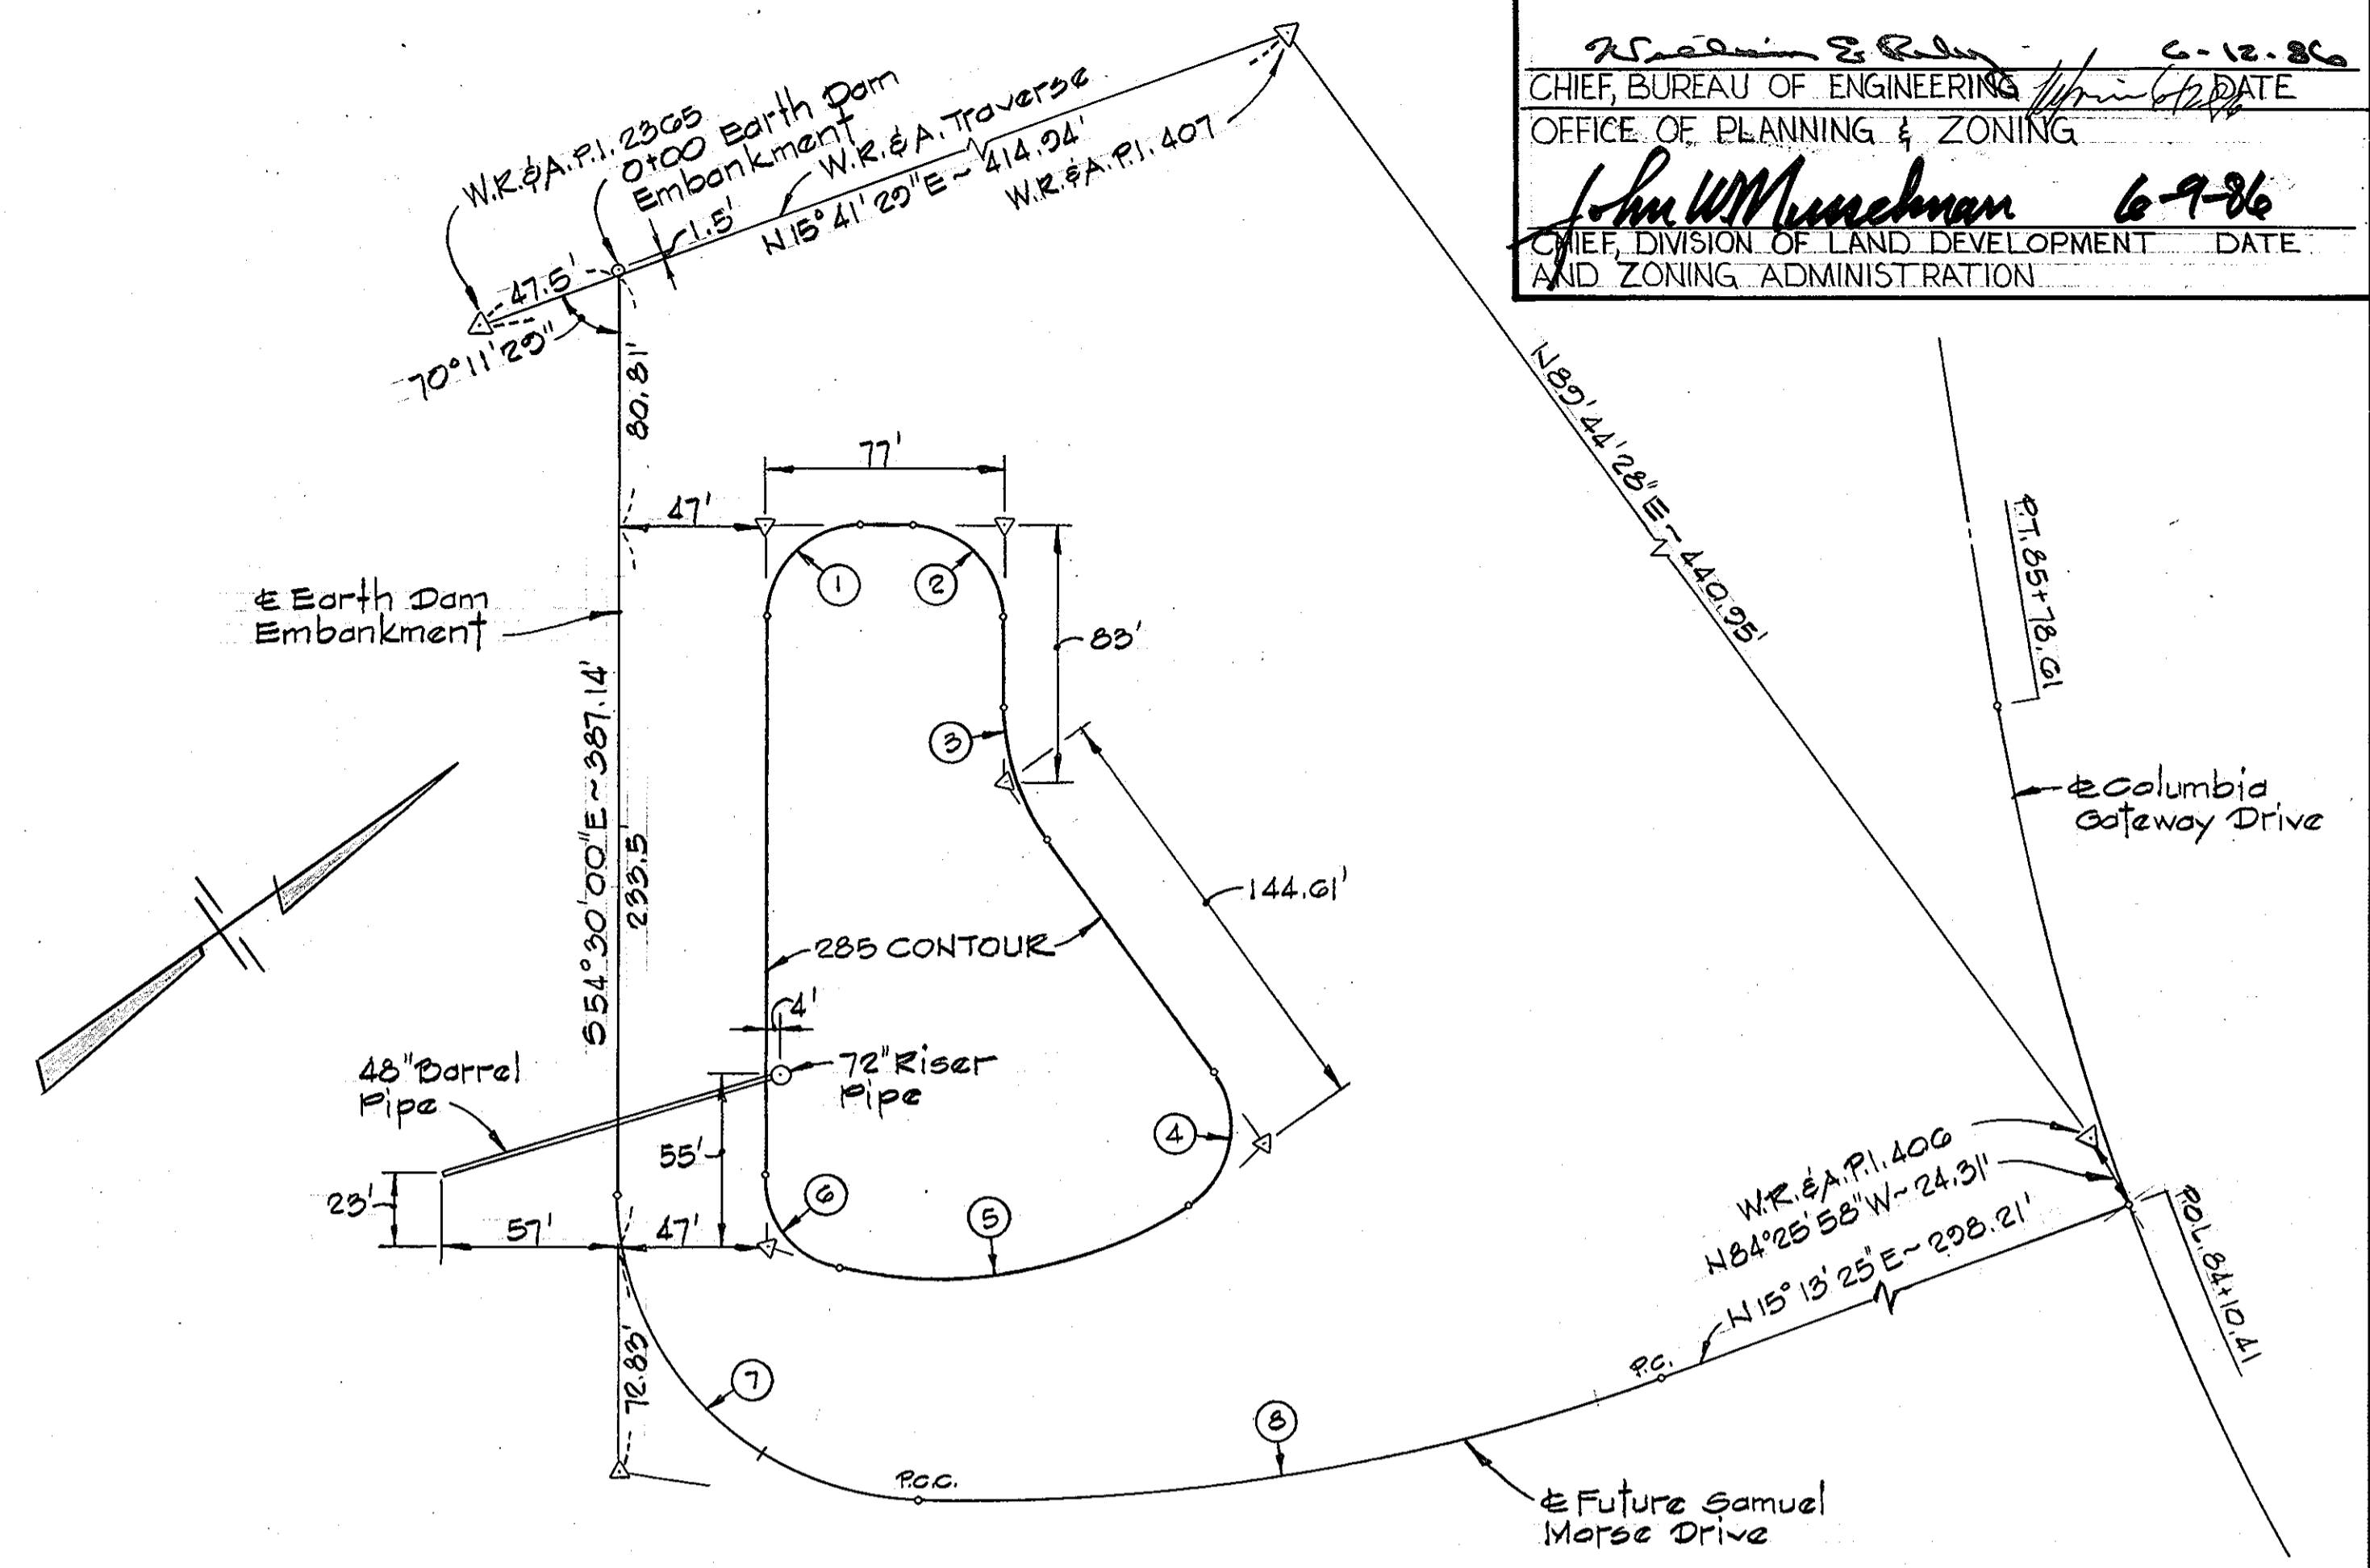 6-12-86
CHIEF, BUREAU OF ENGINEERING DATE
OFFICE OF PLANNING & ZONING
John W Musselman 6-9-86
CHIEF, DIVISION OF LAND DEVELOPMENT DATE
AND ZONING ADMINISTRATION
W.R.&A.P.I. 2365
0+00 Earth Dam
Embankment
W.R.& A. Traverse
N 15° 41' 29" E ~ 414.94'
W.R.&A.P.I. 407
1.5'
47.5'
70° 11' 29"
80.81'
77'
47'
1
2
83'
℄ Earth Dam
Embankment
3
S 54° 30' 00" E ~ 387.14'
233.5'
144.61'
285 CONTOUR
4'
72" Riser
Pipe
48" Barrel
Pipe
55'
23'
57'
47'
6
5
4
72.83'
7
P.C.C.
8
℄ Future Samuel
Morse Drive
P.C.
N 15° 13' 25" E ~ 298.21'
N 84° 25' 58" W ~ 24.31'
W.R.&A.P.I. 406
P.O.L. 84+10.41
N 89° 44' 28" E ~ 440.95'
P.T. 85+78.61
℄ Columbia
Gateway Drive